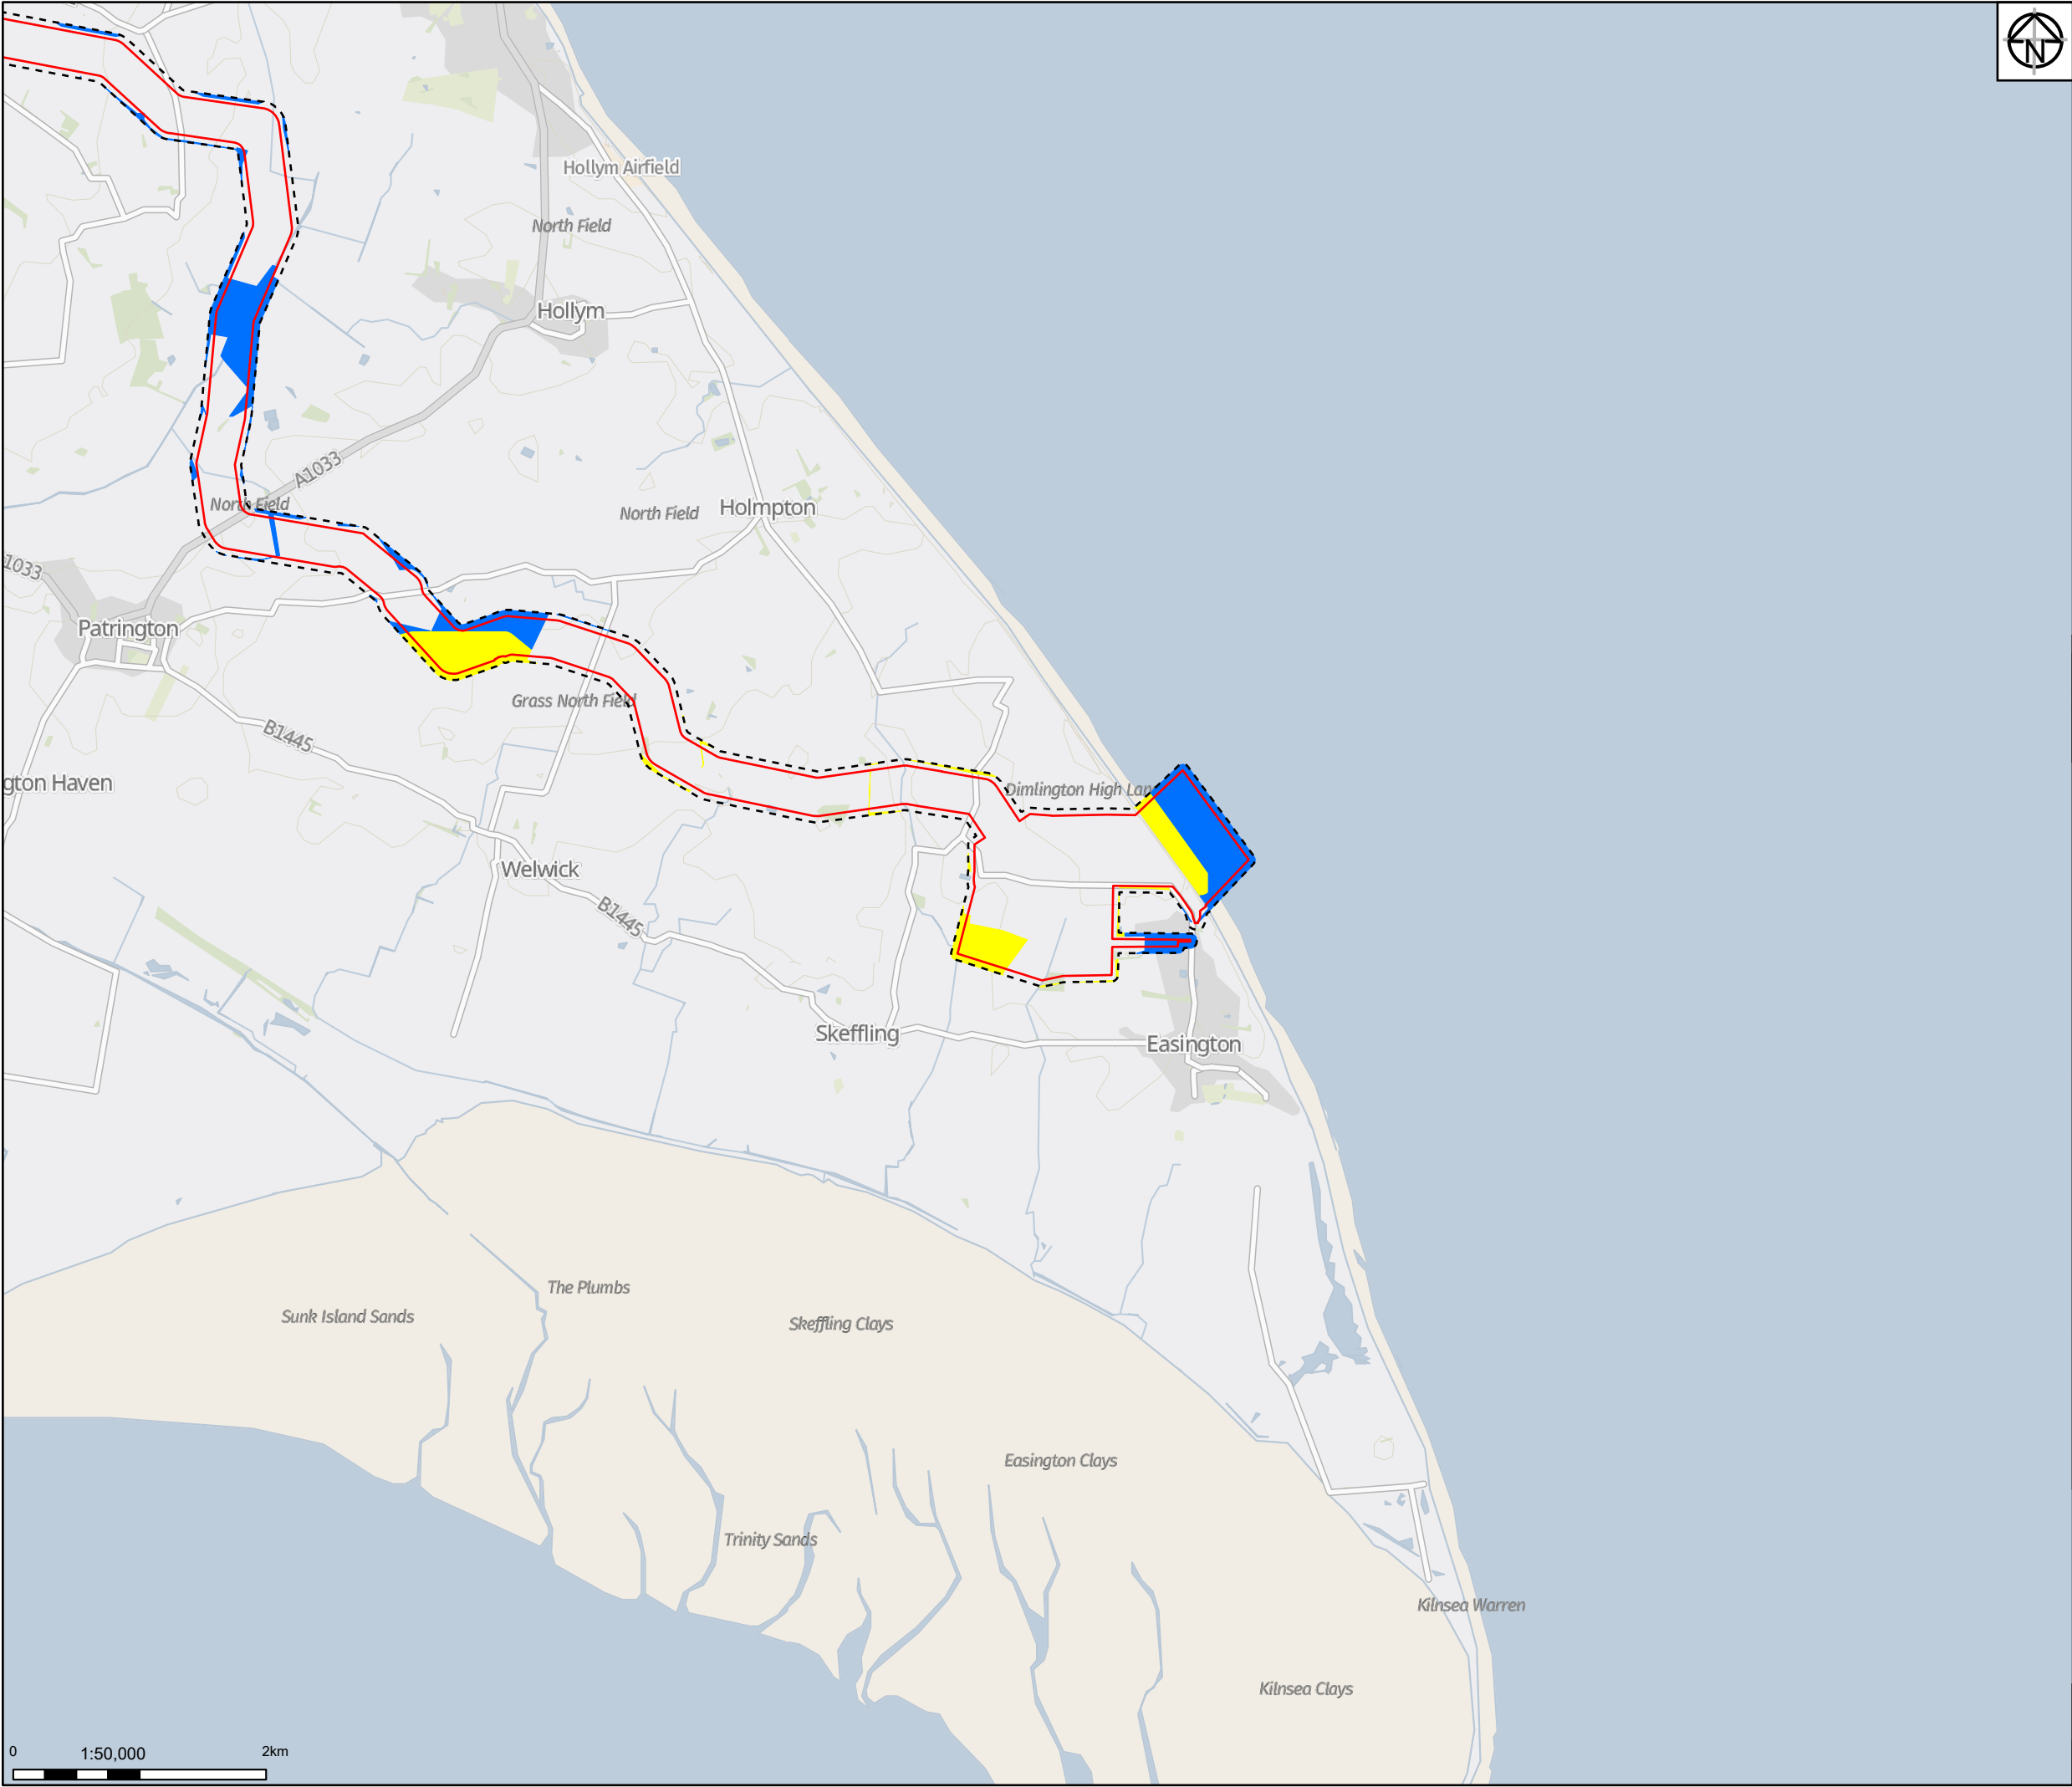 N
Hollym Airfield
North Field
Hollym
A1033
North Field
North Field
Holmpton
1033
Patrington
Grass North Field
B1445
gton Haven
Dimlington High Lan
Welwick
B1445
Skeffling
Easington
The Plumbs
Sunk Island Sands
Skeffling Clays
Easington Clays
Trinity Sands
Kilnsea Warren
Kilnsea Clays
0 1:50,000 2km